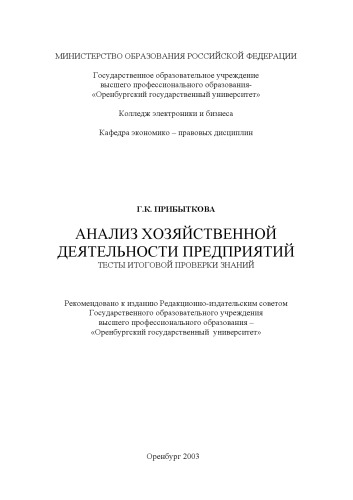 МИНИСТЕРСТВО ОБРАЗОВАНИЯ РОССИЙСКОЙ ФЕДЕРАЦИИ
Государственное образовательное учреждение
высшего профессионального образования-
«Оренбургский государственный университет»
Колледж электроники и бизнеса
Кафедра экономико – правовых дисциплин
Г.К. ПРИБЫТКОВА
АНАЛИЗ ХОЗЯЙСТВЕННОЙ
ДЕЯТЕЛЬНОСТИ ПРЕДПРИЯТИЙ
ТЕСТЫ ИТОГОВОЙ ПРОВЕРКИ ЗНАНИЙ
Рекомендовано к изданию Редакционно-издательским советом
Государственного образовательного учреждения
высшего профессионального образования –
«Оренбургский государственный университет»
Оренбург 2003